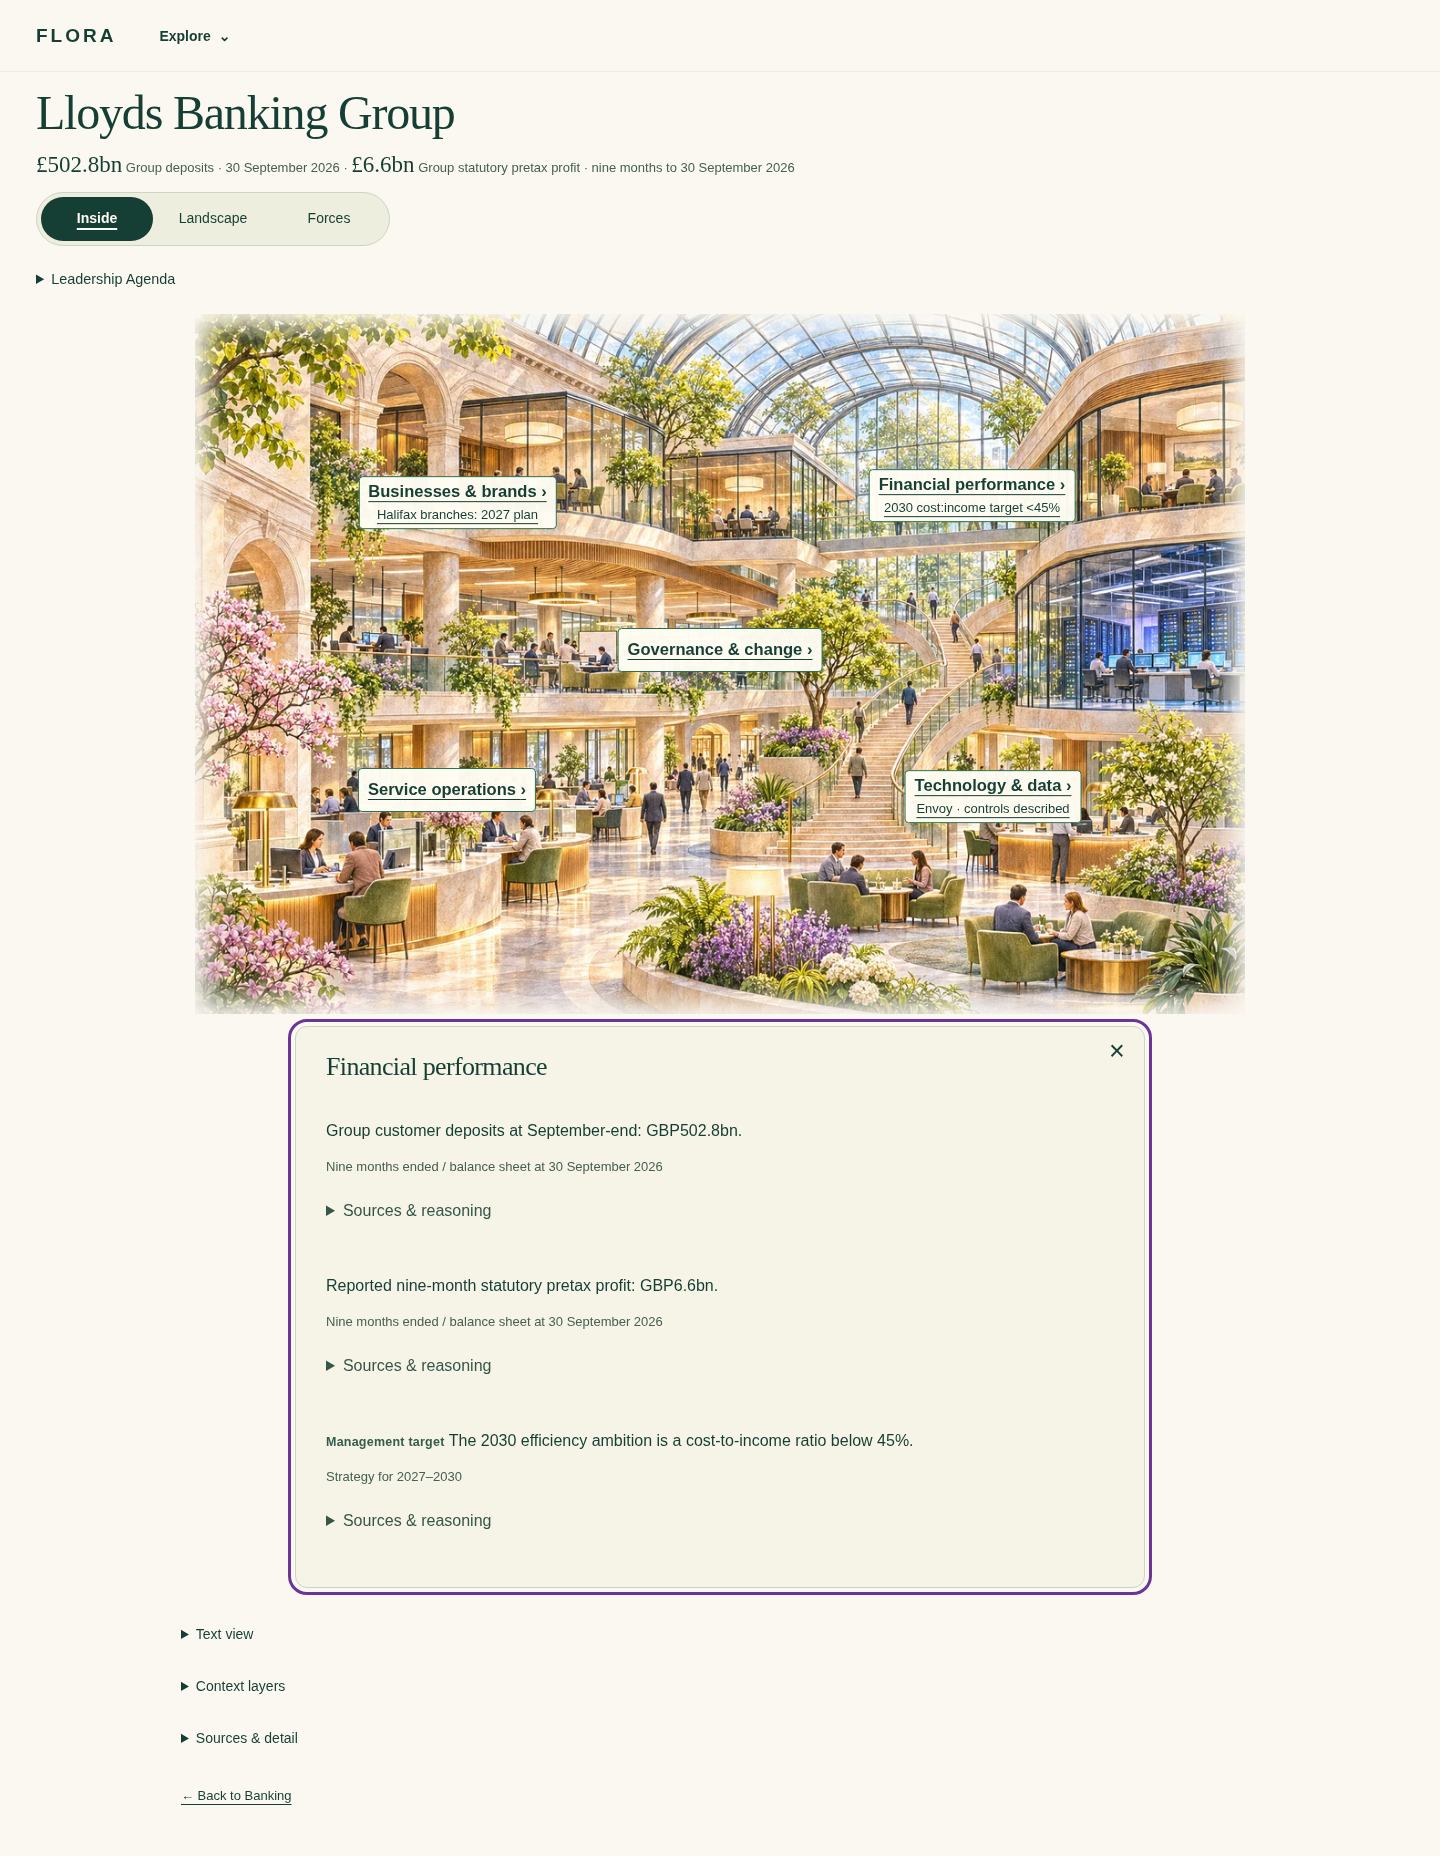 FLORA
Explore ⌄
Lloyds Banking Group
£502.8bn Group deposits · 30 September 2026 · £6.6bn Group statutory pretax profit · nine months to 30 September 2026
Inside
Landscape
Forces
▶ Leadership Agenda
Businesses & brands ›
Halifax branches: 2027 plan
Financial performance ›
2030 cost:income target <45%
Governance & change ›
Service operations ›
Technology & data ›
Envoy · controls described
✕
Financial performance
Group customer deposits at September-end: GBP502.8bn.
Nine months ended / balance sheet at 30 September 2026
▶ Sources & reasoning
Reported nine-month statutory pretax profit: GBP6.6bn.
Nine months ended / balance sheet at 30 September 2026
▶ Sources & reasoning
Management target The 2030 efficiency ambition is a cost-to-income ratio below 45%.
Strategy for 2027–2030
▶ Sources & reasoning
▶ Text view
▶ Context layers
▶ Sources & detail
← Back to Banking